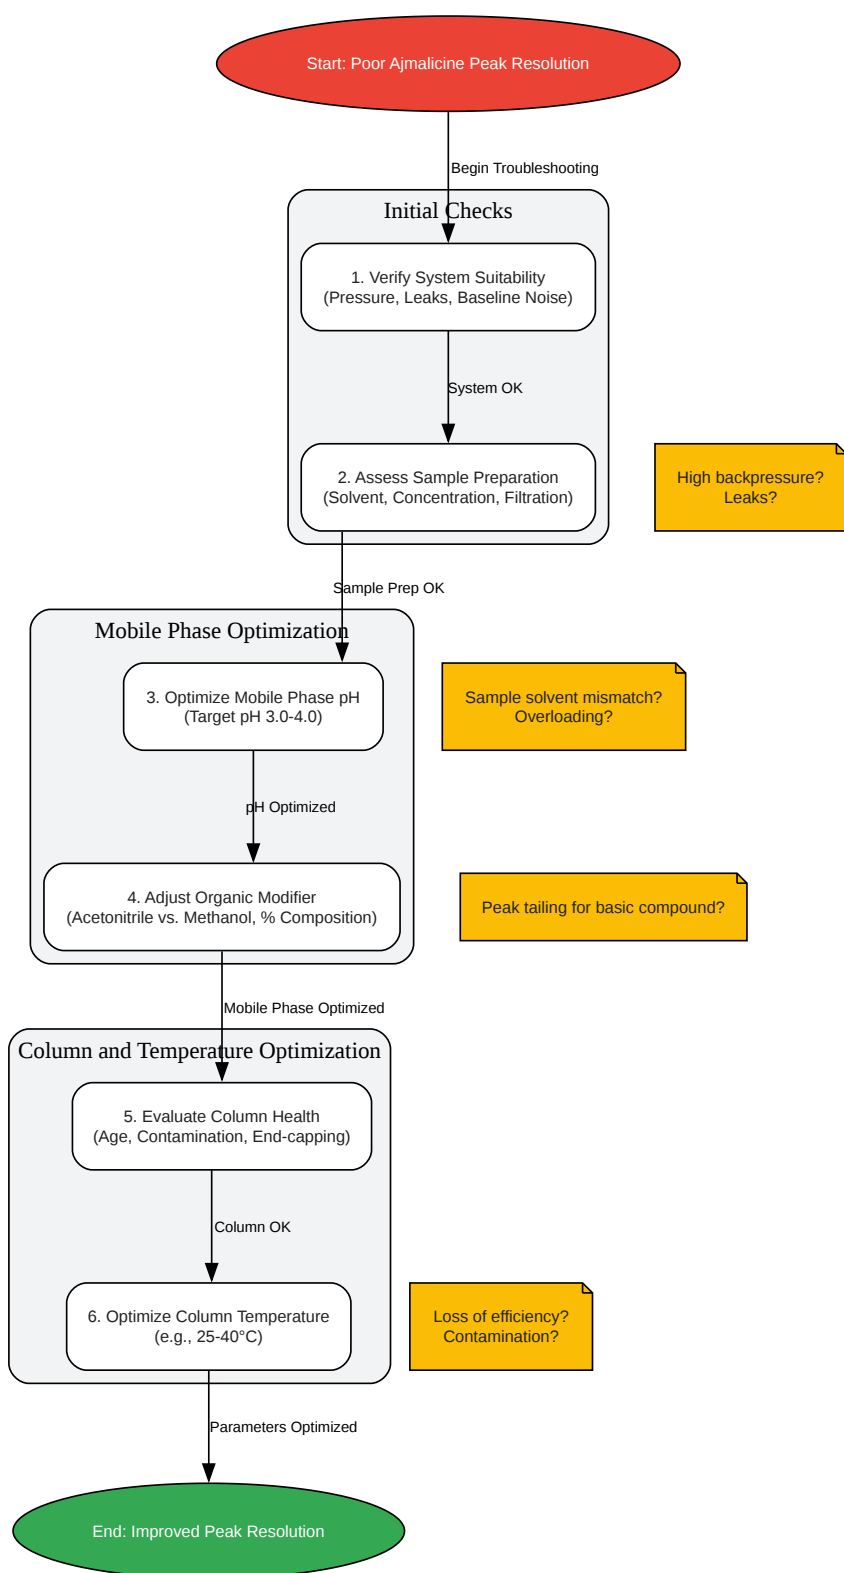 Start: Poor Ajmalicine Peak Resolution
Begin Troubleshooting
Initial Checks
1. Verify System Suitability
(Pressure, Leaks, Baseline Noise)
System OK
2. Assess Sample Preparation
(Solvent, Concentration, Filtration)
High backpressure?
Leaks?
Sample Prep OK
Mobile Phase Optimization
3. Optimize Mobile Phase pH
(Target pH 3.0-4.0)
Sample solvent mismatch?
Overloading?
pH Optimized
4. Adjust Organic Modifier
(Acetonitrile vs. Methanol, % Composition)
Peak tailing for basic compound?
Mobile Phase Optimized
Column and Temperature Optimization
5. Evaluate Column Health
(Age, Contamination, End-capping)
Column OK
6. Optimize Column Temperature
(e.g., 25-40°C)
Loss of efficiency?
Contamination?
Parameters Optimized
End: Improved Peak Resolution